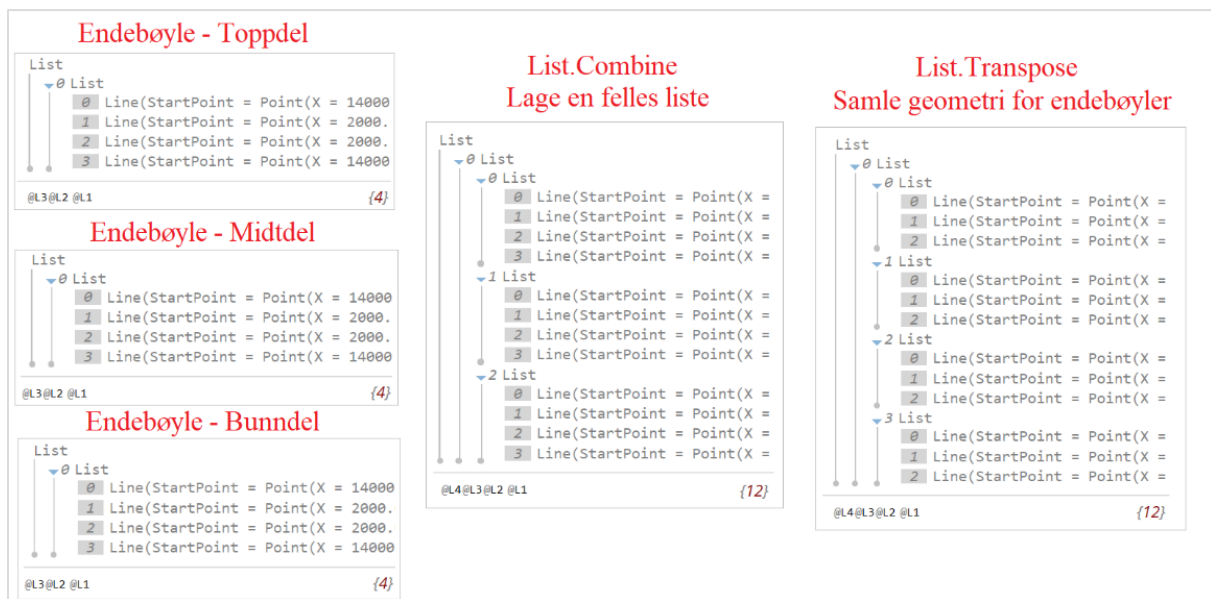 Endebøyle - Toppdel
List
0 List
0 Line(StartPoint = Point(X = 14000
1 Line(StartPoint = Point(X = 2000.
2 Line(StartPoint = Point(X = 2000.
3 Line(StartPoint = Point(X = 14000
@L3 @L2 @L1 {4}
Endebøyle - Midtdel
List
0 List
0 Line(StartPoint = Point(X = 14000
1 Line(StartPoint = Point(X = 2000.
2 Line(StartPoint = Point(X = 2000.
3 Line(StartPoint = Point(X = 14000
@L3 @L2 @L1 {4}
Endebøyle - Bunndel
List
0 List
0 Line(StartPoint = Point(X = 14000
1 Line(StartPoint = Point(X = 2000.
2 Line(StartPoint = Point(X = 2000.
3 Line(StartPoint = Point(X = 14000
@L3 @L2 @L1 {4}
List.Combine
Lage en felles liste
List
0 List
0 List
0 Line(StartPoint = Point(X =
1 Line(StartPoint = Point(X =
2 Line(StartPoint = Point(X =
3 Line(StartPoint = Point(X =
1 List
0 Line(StartPoint = Point(X =
1 Line(StartPoint = Point(X =
2 Line(StartPoint = Point(X =
3 Line(StartPoint = Point(X =
2 List
0 Line(StartPoint = Point(X =
1 Line(StartPoint = Point(X =
2 Line(StartPoint = Point(X =
3 Line(StartPoint = Point(X =
@L4 @L3 @L2 @L1 {12}
List.Transpose
Samle geometri for endebøyler
List
0 List
0 List
0 Line(StartPoint = Point(X =
1 Line(StartPoint = Point(X =
2 Line(StartPoint = Point(X =
1 List
0 Line(StartPoint = Point(X =
1 Line(StartPoint = Point(X =
2 Line(StartPoint = Point(X =
2 List
0 Line(StartPoint = Point(X =
1 Line(StartPoint = Point(X =
2 Line(StartPoint = Point(X =
3 List
0 Line(StartPoint = Point(X =
1 Line(StartPoint = Point(X =
2 Line(StartPoint = Point(X =
@L4 @L3 @L2 @L1 {12}